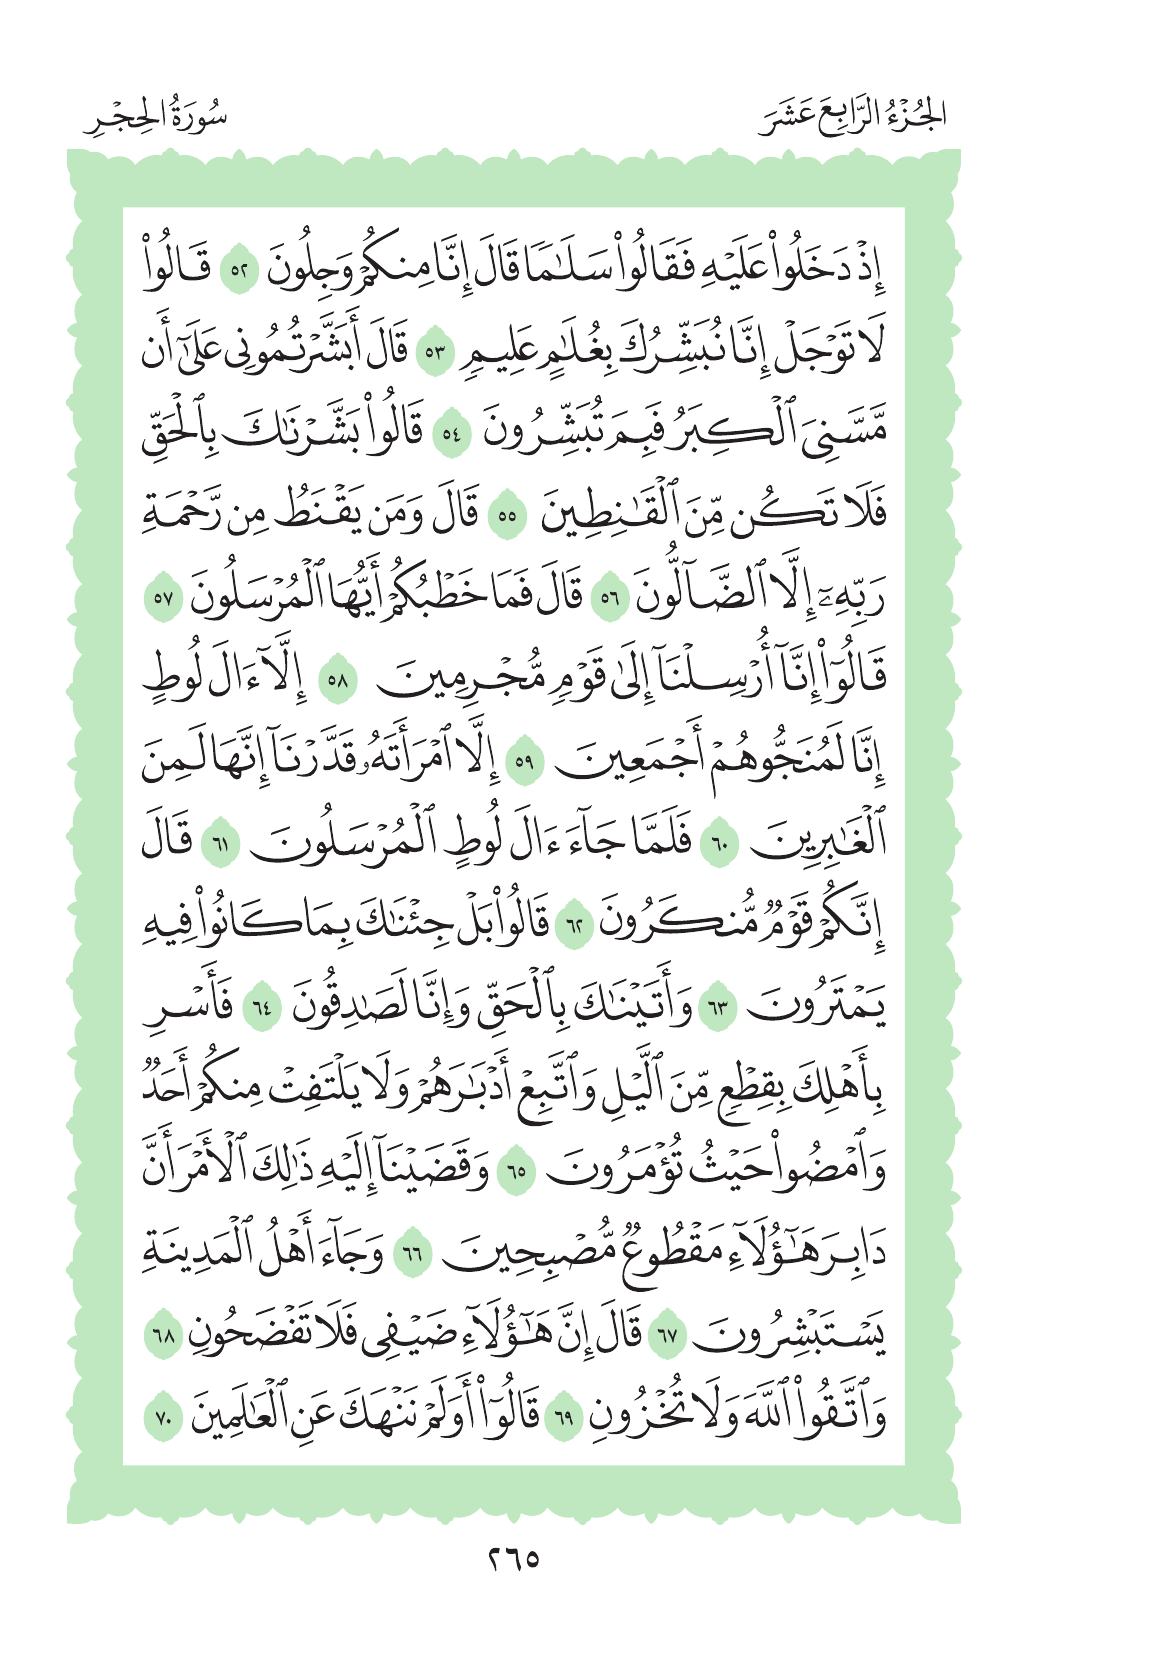 الجُزْءُ الرَّابِعَ عَشَرَ
سُورَةُ الحِجْرِ
إِذْ دَخَلُوا۟ عَلَيْهِ فَقَالُوا۟ سَلَـٰمًا قَالَ إِنَّا مِنكُمْ وَجِلُونَ ٥٢ قَالُوا۟
لَا تَوْجَلْ إِنَّا نُبَشِّرُكَ بِغُلَـٰمٍ عَلِيمٍ ٥٣ قَالَ أَبَشَّرْتُمُونِى عَلَىٰٓ أَن
مَّسَّنِىَ ٱلْكِبَرُ فَبِمَ تُبَشِّرُونَ ٥٤ قَالُوا۟ بَشَّرْنَـٰكَ بِٱلْحَقِّ
فَلَا تَكُن مِّنَ ٱلْقَـٰنِطِينَ ٥٥ قَالَ وَمَن يَقْنَطُ مِن رَّحْمَةِ
رَبِّهِۦٓ إِلَّا ٱلضَّآلُّونَ ٥٦ قَالَ فَمَا خَطْبُكُمْ أَيُّهَا ٱلْمُرْسَلُونَ ٥٧
قَالُوٓا۟ إِنَّآ أُرْسِلْنَآ إِلَىٰ قَوْمٍ مُّجْرِمِينَ ٥٨ إِلَّآ ءَالَ لُوطٍ
إِنَّا لَمُنَجُّوهُمْ أَجْمَعِينَ ٥٩ إِلَّا ٱمْرَأَتَهُۥ قَدَّرْنَآ إِنَّهَا لَمِنَ
ٱلْغَـٰبِرِينَ ٦٠ فَلَمَّا جَآءَ ءَالَ لُوطٍ ٱلْمُرْسَلُونَ ٦١ قَالَ
إِنَّكُمْ قَوْمٌ مُّنكَرُونَ ٦٢ قَالُوا۟ بَلْ جِئْنَـٰكَ بِمَا كَانُوا۟ فِيهِ
يَمْتَرُونَ ٦٣ وَأَتَيْنَـٰكَ بِٱلْحَقِّ وَإِنَّا لَصَـٰدِقُونَ ٦٤ فَأَسْرِ
بِأَهْلِكَ بِقِطْعٍ مِّنَ ٱلَّيْلِ وَٱتَّبِعْ أَدْبَـٰرَهُمْ وَلَا يَلْتَفِتْ مِنكُمْ أَحَدٌ
وَٱمْضُوا۟ حَيْثُ تُؤْمَرُونَ ٦٥ وَقَضَيْنَآ إِلَيْهِ ذَٰلِكَ ٱلْأَمْرَ أَنَّ
دَابِرَ هَـٰٓؤُلَآءِ مَقْطُوعٌ مُّصْبِحِينَ ٦٦ وَجَآءَ أَهْلُ ٱلْمَدِينَةِ
يَسْتَبْشِرُونَ ٦٧ قَالَ إِنَّ هَـٰٓؤُلَآءِ ضَيْفِى فَلَا تَفْضَحُونِ ٦٨
وَٱتَّقُوا۟ ٱللَّهَ وَلَا تُخْزُونِ ٦٩ قَالُوٓا۟ أَوَلَمْ نَنْهَكَ عَنِ ٱلْعَـٰلَمِينَ ٧٠
٢٦٥